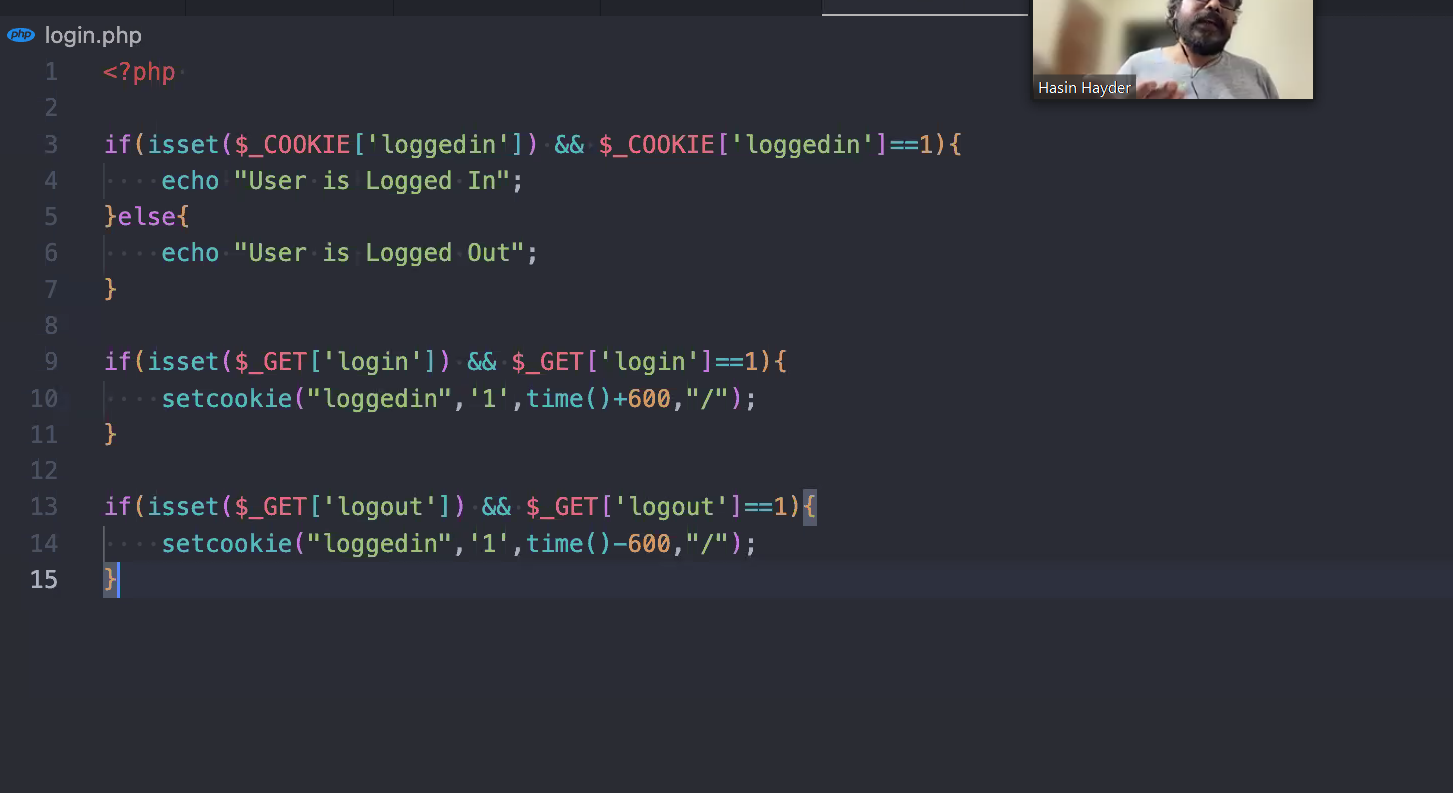 php login.php
Hasin Hayder
1 <?php
2
3 if(isset($_COOKIE['loggedin']) && $_COOKIE['loggedin']==1){
4     echo "User is Logged In";
5 }else{
6     echo "User is Logged Out";
7 }
8
9 if(isset($_GET['login']) && $_GET['login']==1){
10     setcookie("loggedin",'1',time()+600,"/");
11 }
12
13 if(isset($_GET['logout']) && $_GET['logout']==1){
14     setcookie("loggedin",'1',time()-600,"/");
15 }